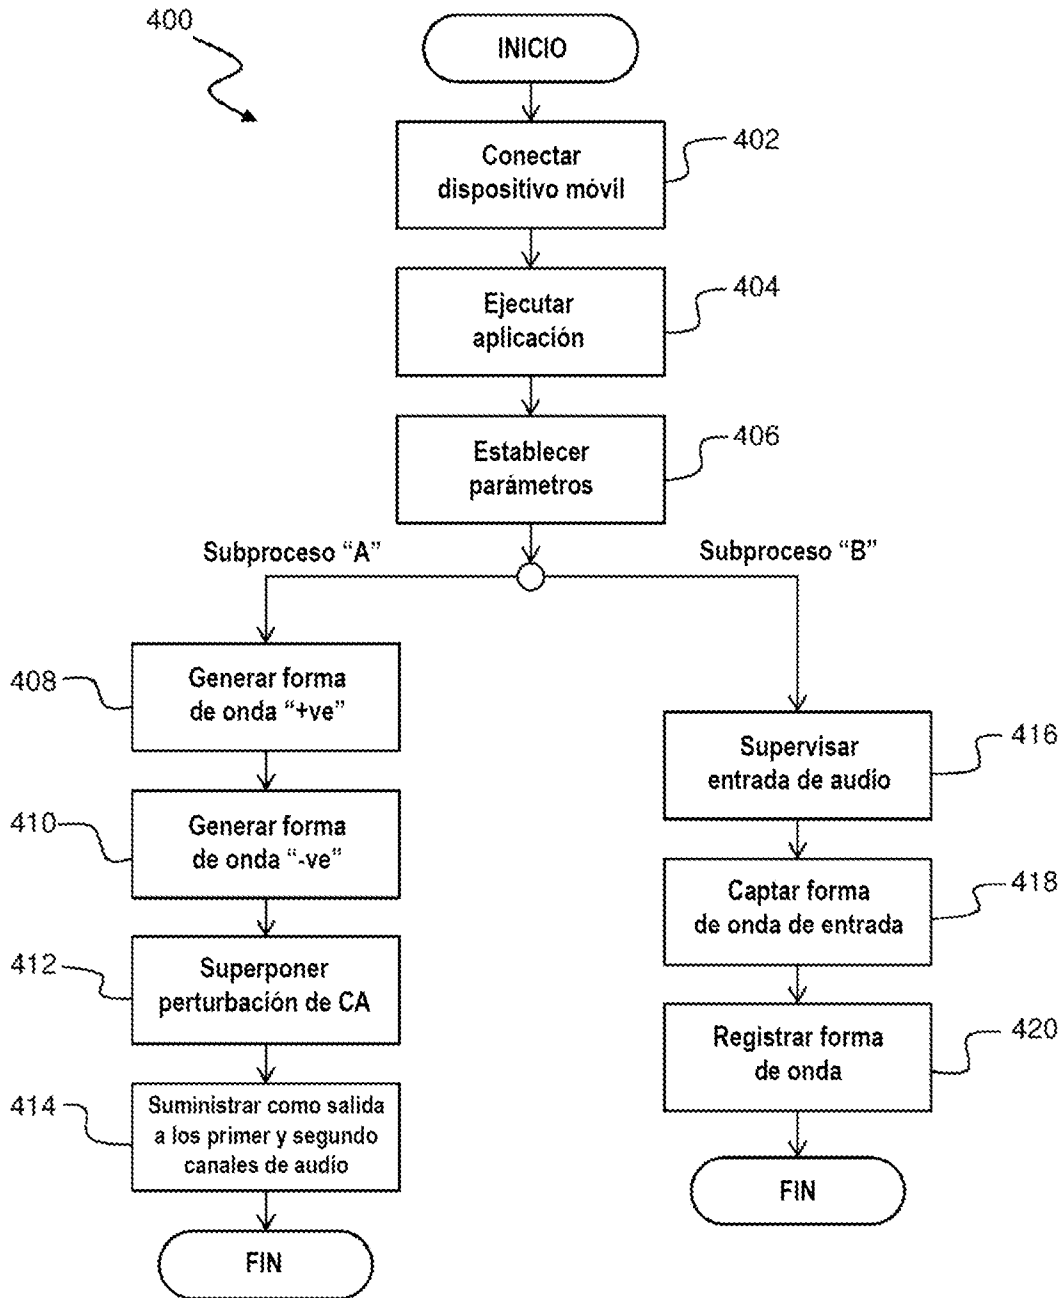 400
INICIO
Conectar
dispositivo móvil
402
Ejecutar
aplicación
404
Establecer
parámetros
406
Subproceso “A”
Subproceso “B”
408
Generar forma
de onda “+ve”
410
Generar forma
de onda “-ve”
412
Superponer
perturbación de CA
414
Suministrar como salida
a los primer y segundo
canales de audio
FIN
Supervisar
entrada de audio
416
Captar forma
de onda de entrada
418
Registrar forma
de onda
420
FIN